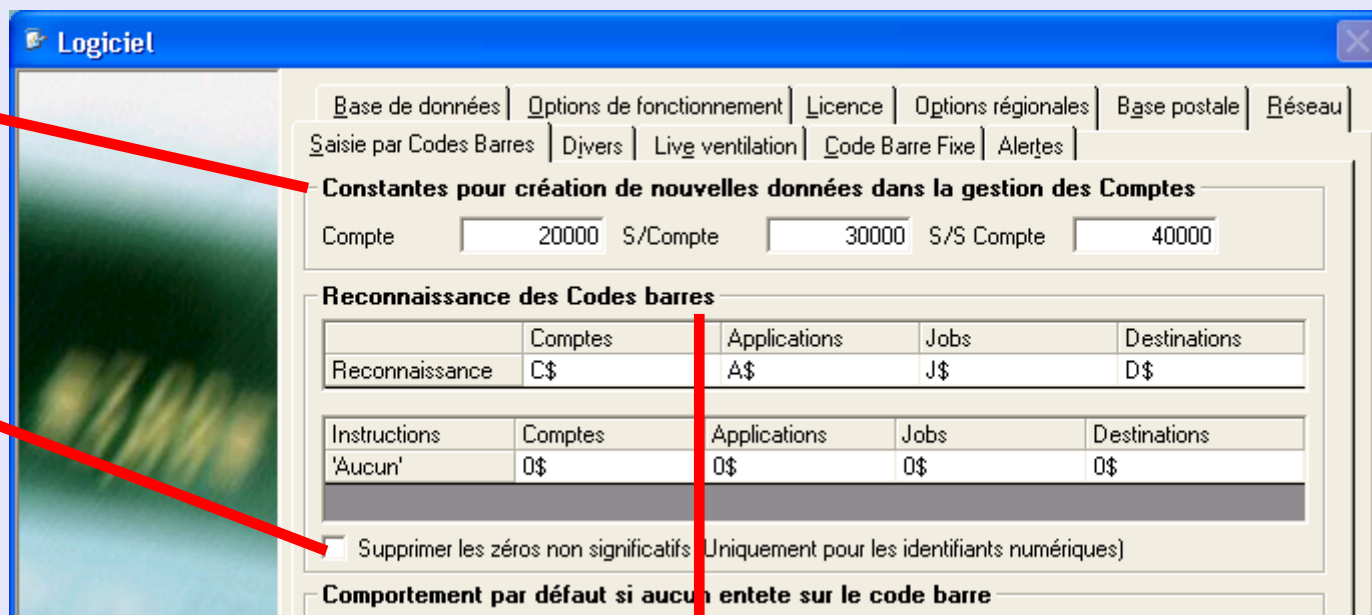 Logiciel
Base de données Options de fonctionnement Licence Options régionales Base postale Réseau
Saisie par Codes Barres Divers Live ventilation Code Barre Fixe Alertes
Constantes pour création de nouvelles données dans la gestion des Comptes
Compte 20000 S/Compte 30000 S/S Compte 40000
Reconnaissance des Codes barres
Comptes Applications Jobs Destinations
Reconnaissance C$ A$ J$ D$
Instructions Comptes Applications Jobs Destinations
'Aucun' 0$ 0$ 0$ 0$
Supprimer les zéros non significatifs Uniquement pour les identifiants numériques)
Comportement par défaut si aucun entete sur le code barre